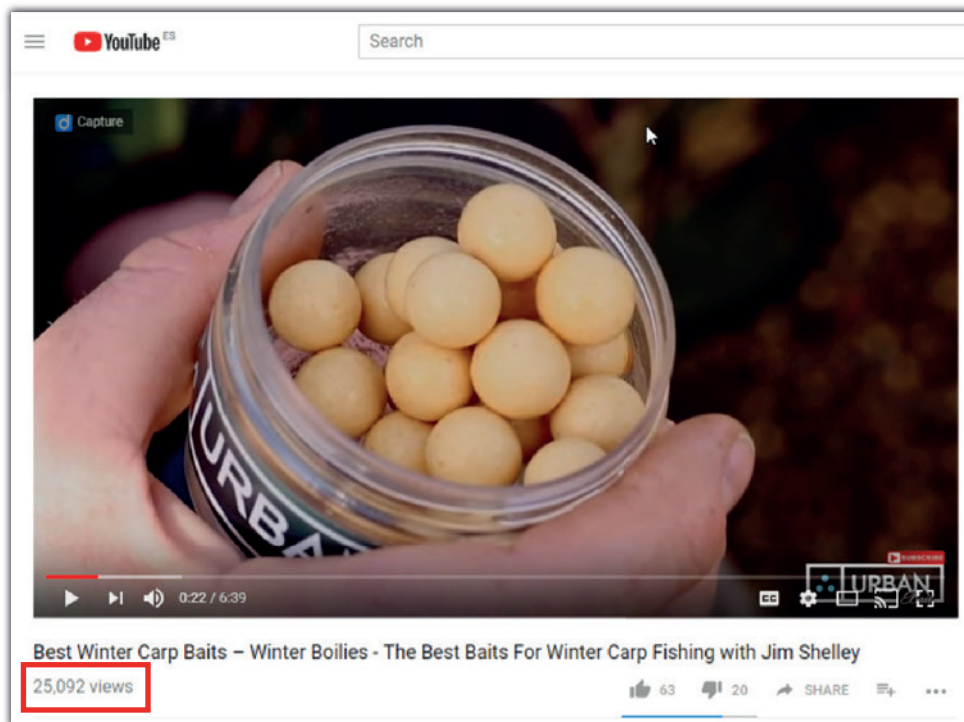 YouTube ES
Search
Capture
URBA
SUBSCRIBE
URBAN
0:22 / 6:39
CC
Best Winter Carp Baits – Winter Boilies - The Best Baits For Winter Carp Fishing with Jim Shelley
25,092 views
63 20 SHARE